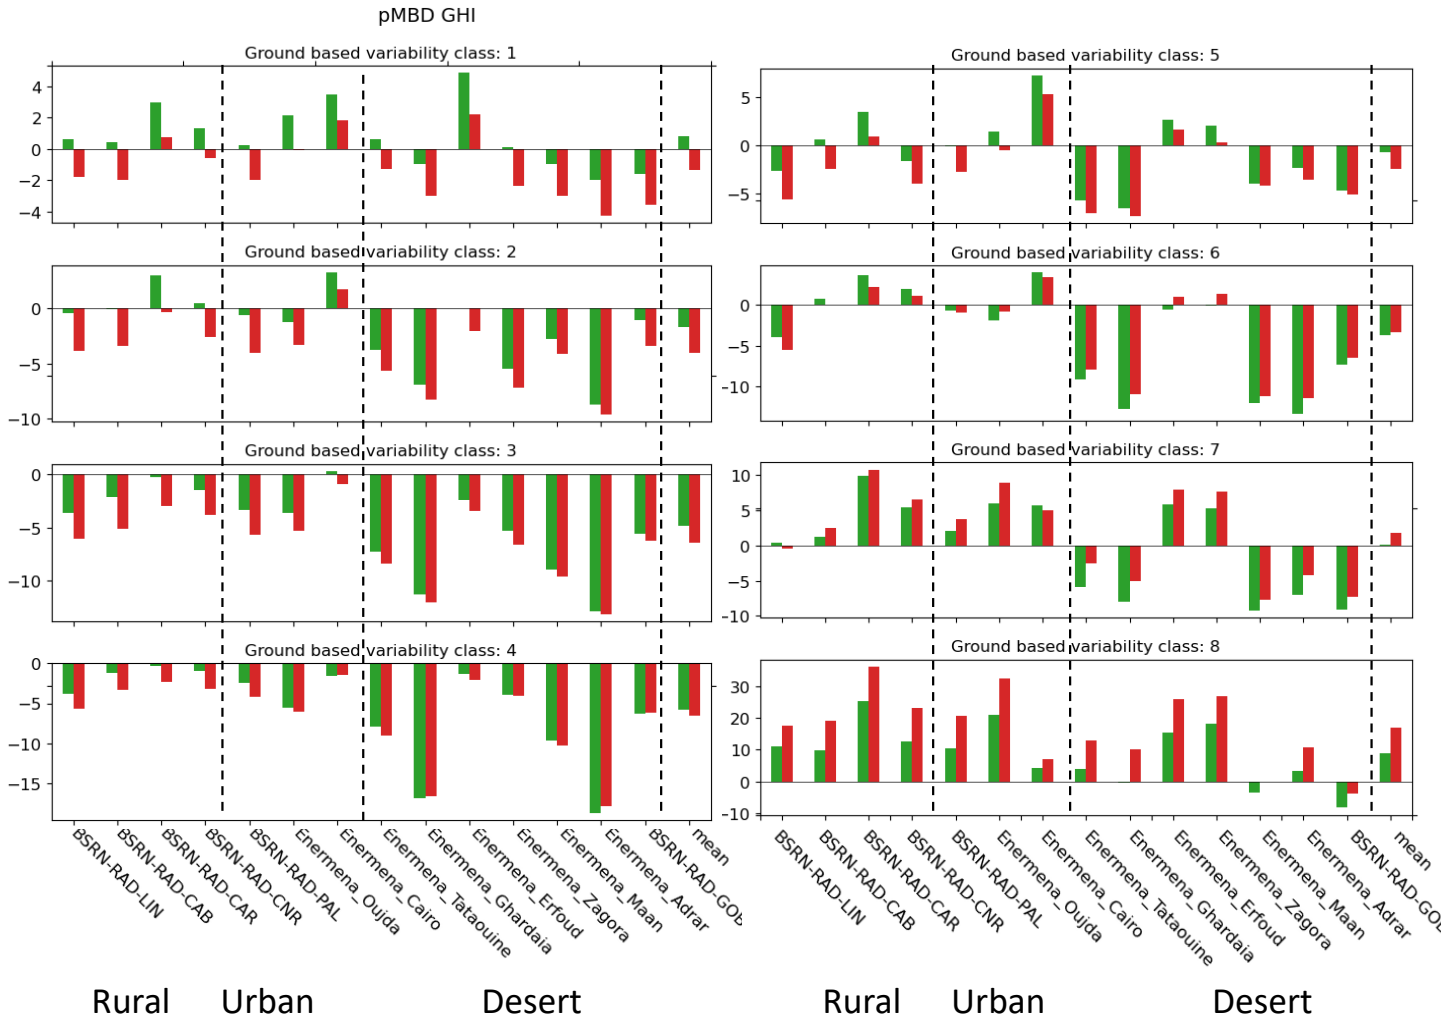 pMBD GHI
Ground based variability class: 1
4
2
0
−2
−4
Ground based variability class: 2
0
−5
−10
Ground based variability class: 3
0
−5
−10
Ground based variability class: 4
0
−5
−10
−15
BSRN-RAD-LIN
BSRN-RAD-CAB
BSRN-RAD-CAR
BSRN-RAD-CNR
BSRN-RAD-PAL
Enermena_Oujda
Enermena_Cairo
Enermena_Tataouine
Enermena_Ghardaia
Enermena_Erfoud
Enermena_Zagora
Enermena_Maan
Enermena_Adrar
BSRN-RAD-GOB
mean
Rural
Urban
Desert
Ground based variability class: 5
5
0
−5
Ground based variability class: 6
0
−5
−10
Ground based variability class: 7
10
5
0
−5
−10
Ground based variability class: 8
30
20
10
0
−10
BSRN-RAD-LIN
BSRN-RAD-CAB
BSRN-RAD-CAR
BSRN-RAD-CNR
BSRN-RAD-PAL
Enermena_Oujda
Enermena_Cairo
Enermena_Tataouine
Enermena_Ghardaia
Enermena_Erfoud
Enermena_Zagora
Enermena_Maan
Enermena_Adrar
BSRN-RAD-GOB
mean
Rural
Urban
Desert